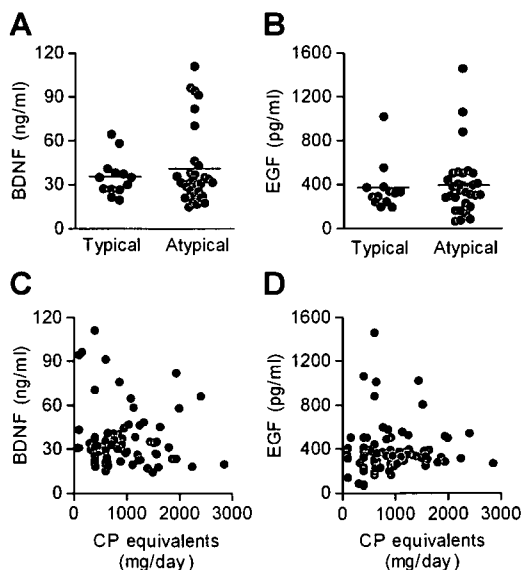 A
BDNF (ng/ml)
120
90
60
30
0
Typical Atypical
B
EGF (pg/ml)
1600
1200
800
400
0
Typical Atypical
C
BDNF (ng/ml)
120
90
60
30
0
0 1000 2000 3000
CP equivalents
(mg/day)
D
EGF (pg/ml)
1600
1200
800
400
0
0 1000 2000 3000
CP equivalents
(mg/day)